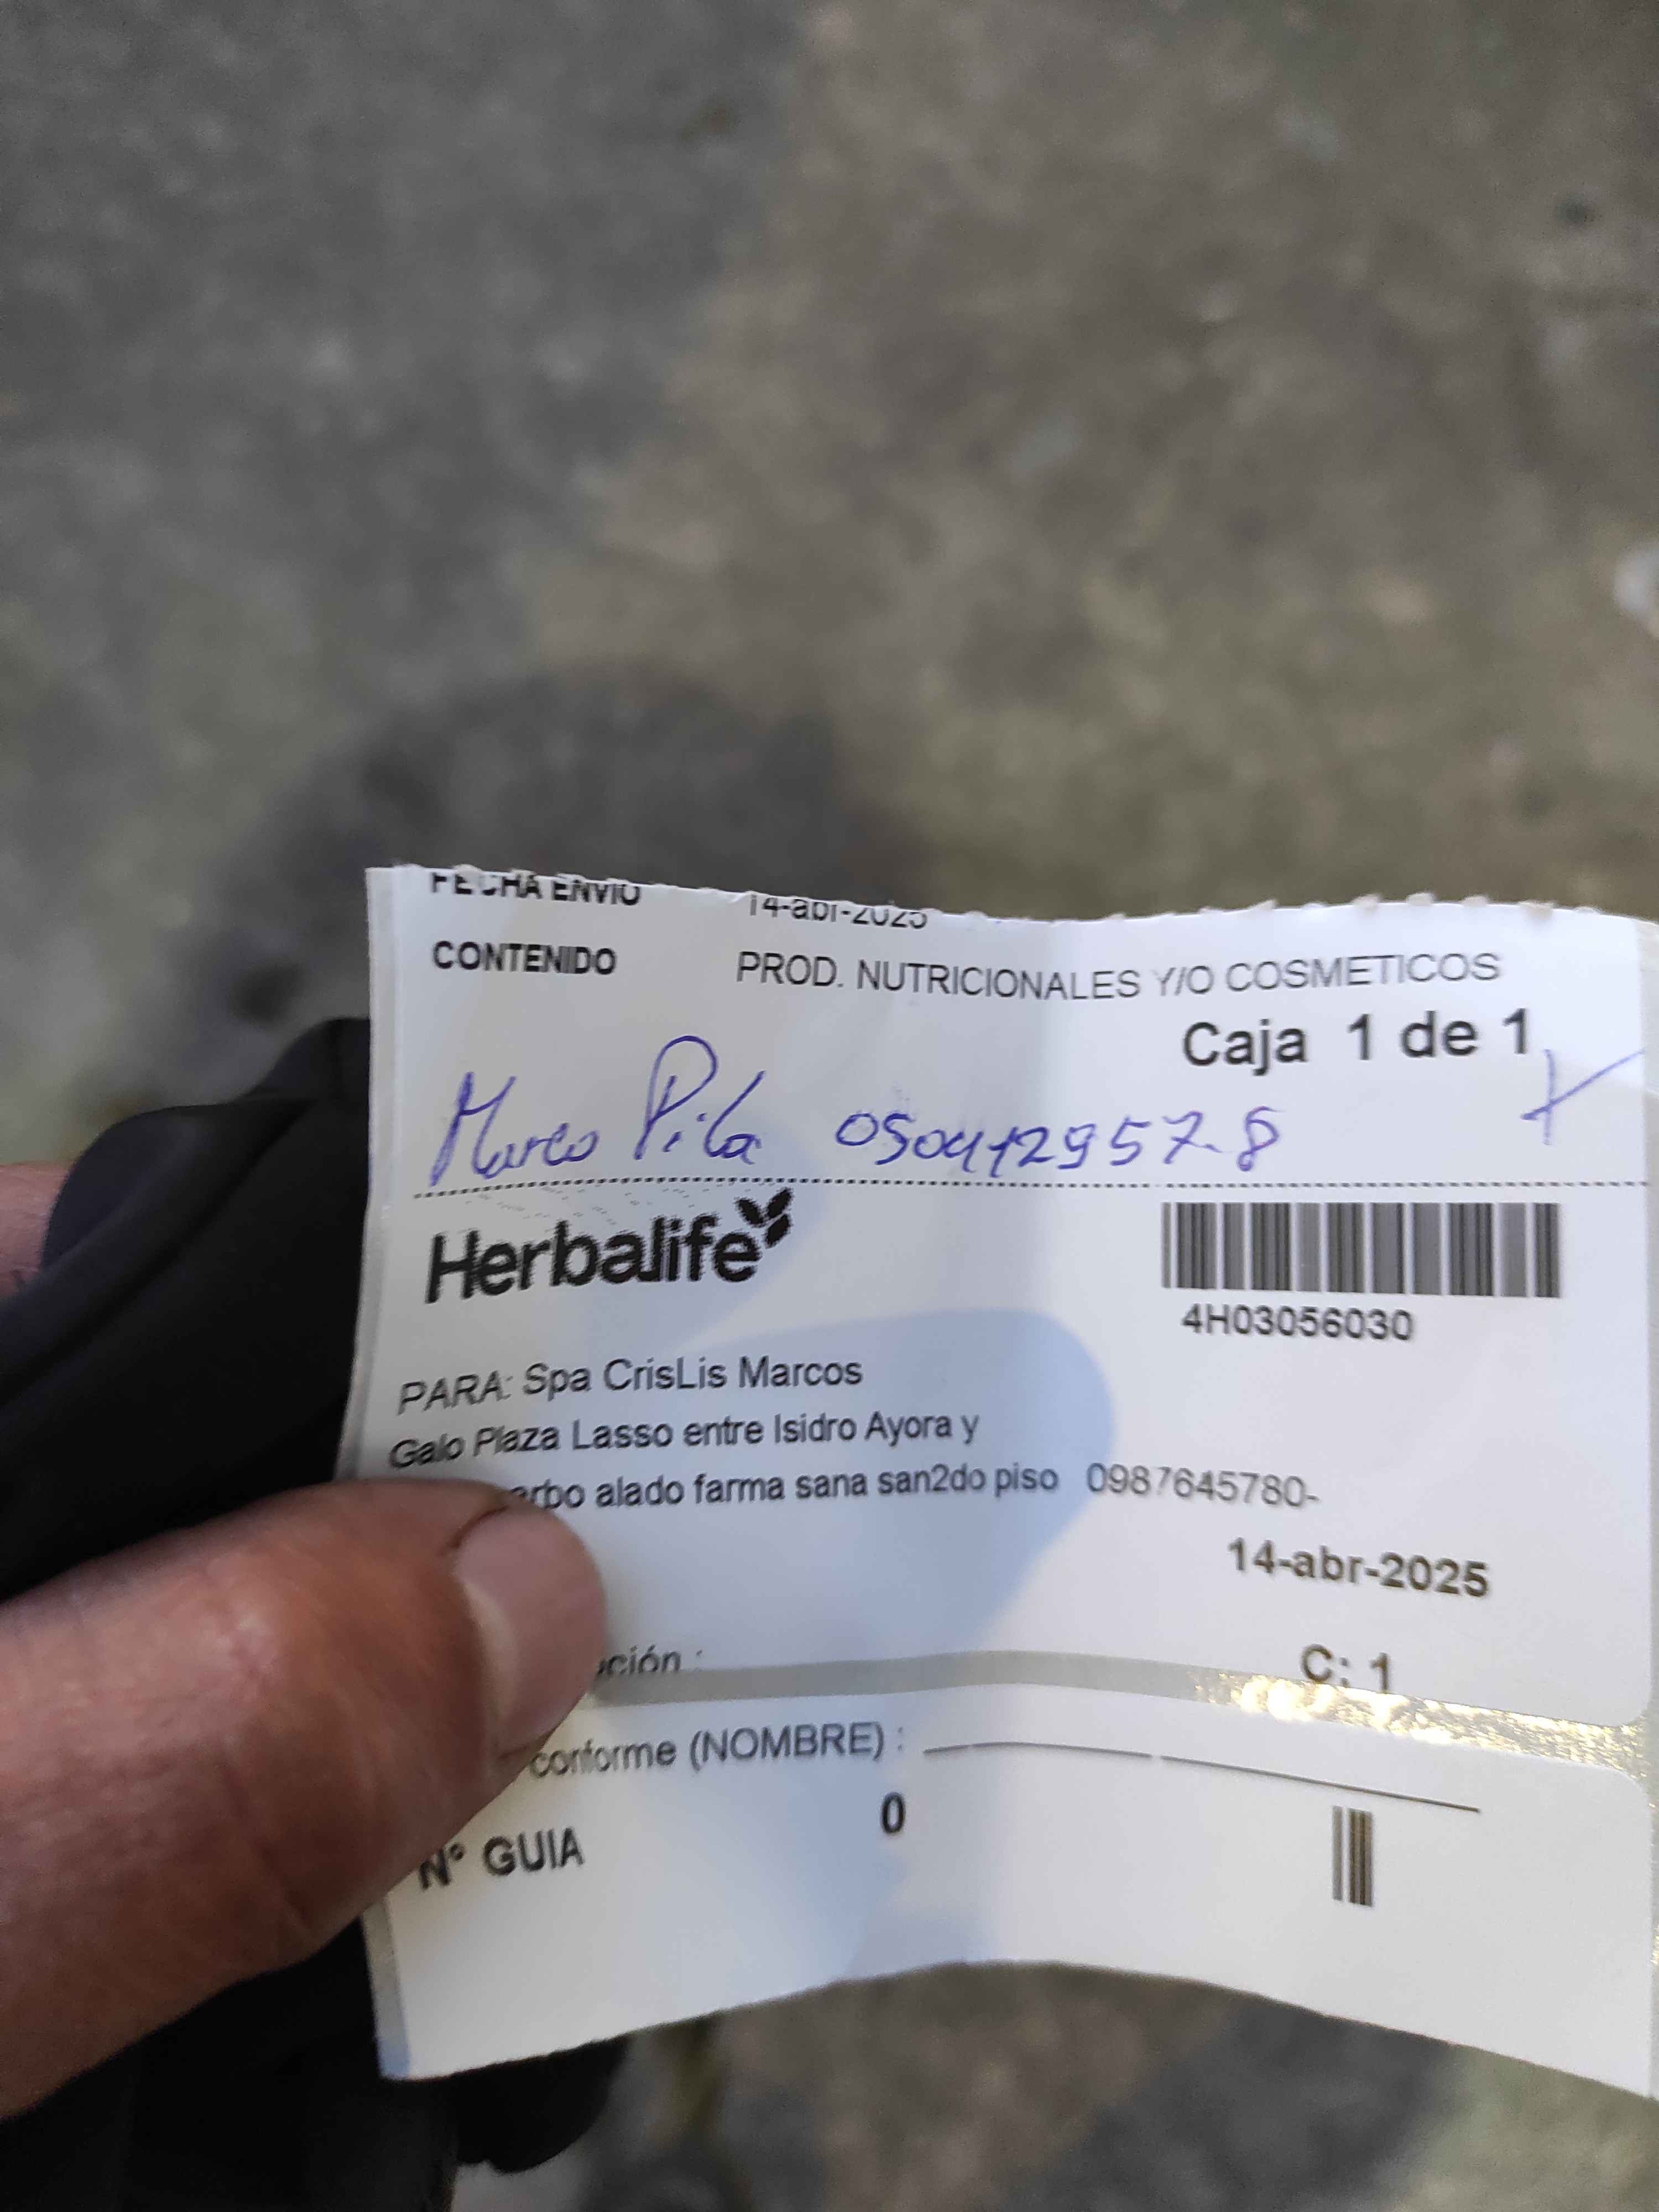 FECHA ENVIO 14-abr-2025
CONTENIDO PROD. NUTRICIONALES Y/O COSMETICOS
Caja 1 de 1
Marco Pila 050412957-8
Herbalife
4H03056030
PARA: Spa CrisLis Marcos
Galo Plaza Lasso entre Isidro Ayora y
alado farma sana san2do piso 0987645780-
14-abr-2025
C: 1
conforme (NOMBRE) :
0
N° GUIA